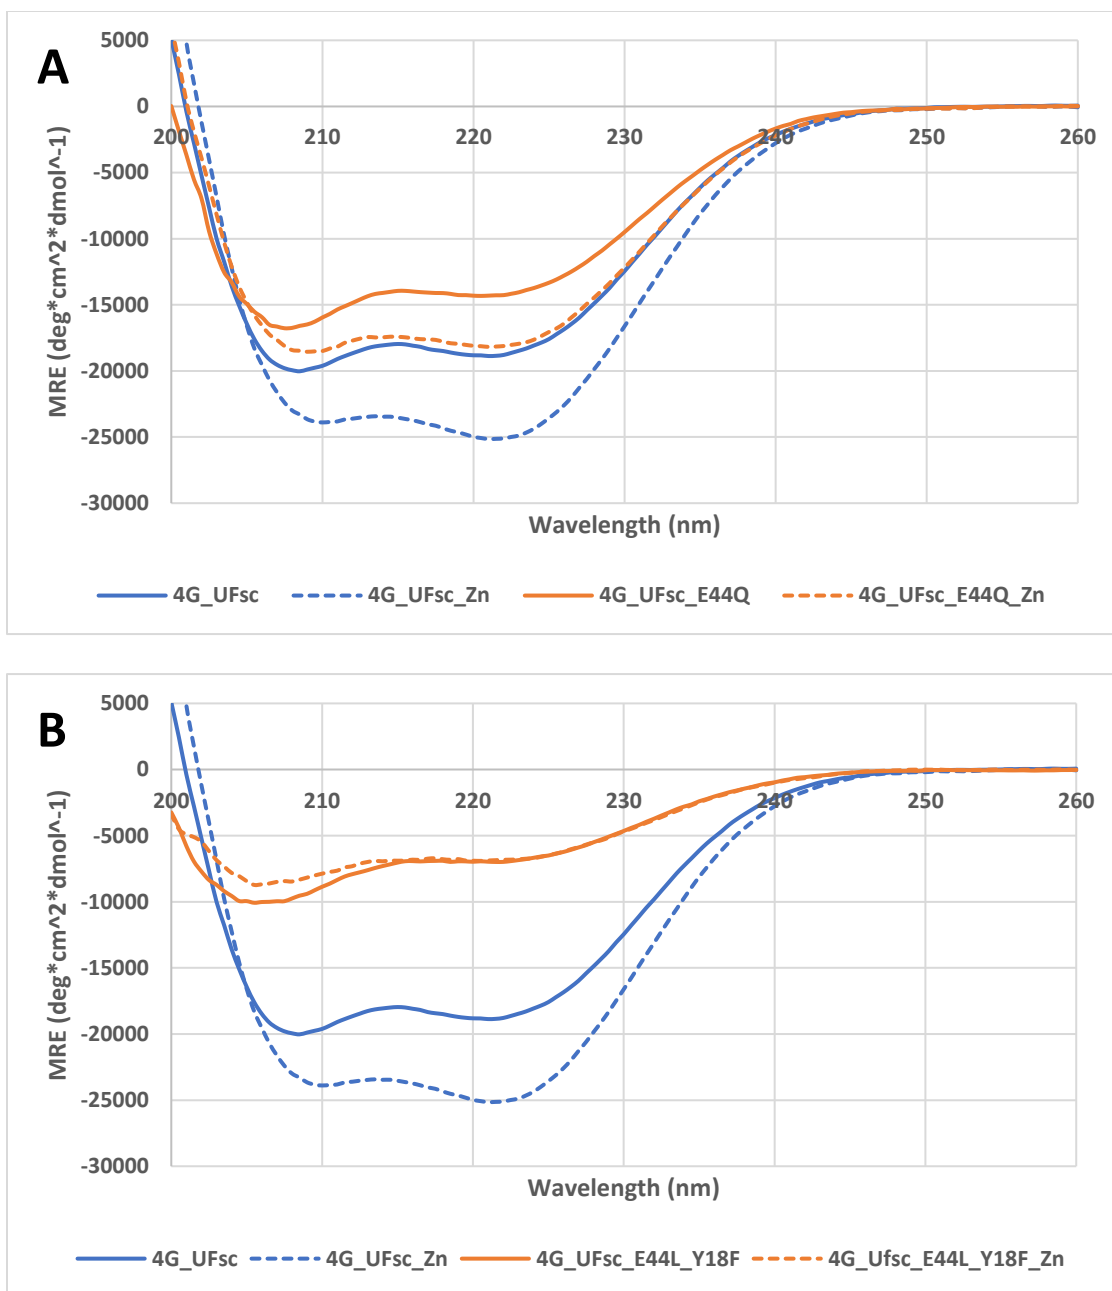 A
5000
0
-5000
-10000
-15000
-20000
-25000
-30000
MRE (deg*cm^2*dmol^-1)
200 210 220 230 240 250 260
Wavelength (nm)
4G_UFsc 4G_UFsc_Zn 4G_UFsc_E44Q 4G_UFsc_E44Q_Zn
B
5000
0
-5000
-10000
-15000
-20000
-25000
-30000
MRE (deg*cm^2*dmol^-1)
200 210 220 230 240 250 260
Wavelength (nm)
4G_UFsc 4G_UFsc_Zn 4G_UFsc_E44L_Y18F 4G_Ufsc_E44L_Y18F_Zn